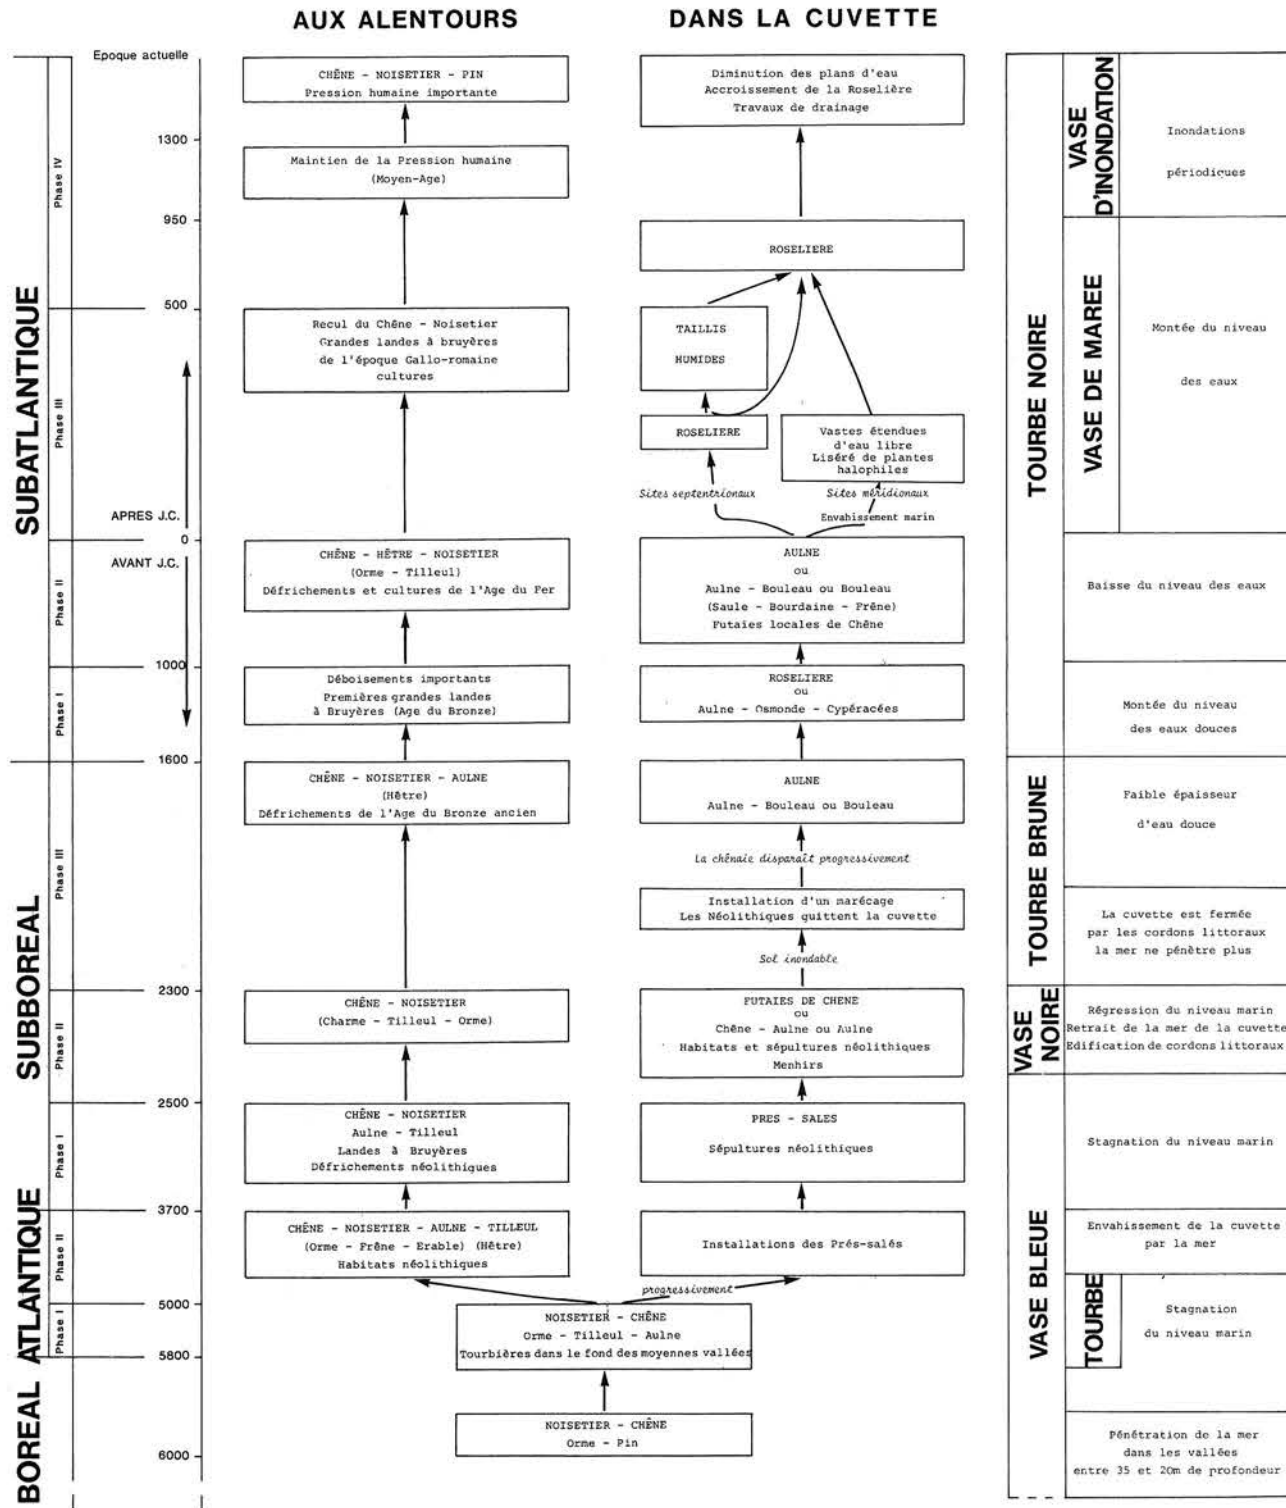 AUX ALENTOURS
DANS LA CUVETTE
SUBATLANTIQUE
SUBBOREAL
ATLANTIQUE
BOREAL
Phase IV
Phase III
Phase II
Phase I
Phase III
Phase II
Phase I
Phase II
Phase I
Epoque actuelle
1300
950
500
APRES J.C.
0
AVANT J.C.
1000
1600
2300
2500
3700
5000
5800
6000
CHÊNE - NOISETIER - PIN
Pression humaine importante
Maintien de la Pression humaine
(Moyen-Age)
Recul du Chêne - Noisetier
Grandes landes à bruyères
de l'époque Gallo-romaine
cultures
CHÊNE - HÊTRE - NOISETIER
(Orme - Tilleul)
Défrichements et cultures de l'Age du Fer
Déboisements importants
Premières grandes landes
à Bruyères (Age du Bronze)
CHÊNE - NOISETIER - AULNE
(Hêtre)
Défrichements de l'Age du Bronze ancien
CHÊNE - NOISETIER
(Charme - Tilleul - Orme)
CHÊNE - NOISETIER
Aulne - Tilleul
Landes à Bruyères
Défrichements néolithiques
CHÊNE - NOISETIER - AULNE - TILLEUL
(Orme - Frêne - Erable) (Hêtre)
Habitats néolithiques
Diminution des plans d'eau
Accroissement de la Roselière
Travaux de drainage
ROSELIERE
TAILLIS
HUMIDES
ROSELIERE
Vastes étendues
d'eau libre
Liséré de plantes
halophiles
Sites septentrionaux
Sites méridionaux
Envahissement marin
AULNE
ou
Aulne - Bouleau ou Bouleau
(Saule - Bourdaine - Frêne)
Futaies locales de Chêne
ROSELIERE
ou
Aulne - Osmonde - Cypéracées
AULNE
Aulne - Bouleau ou Bouleau
La chênaie disparaît progressivement
Installation d'un marécage
Les Néolithiques quittent la cuvette
Sol inondable
FUTAIES DE CHENE
ou
Chêne - Aulne ou Aulne
Habitats et sépultures néolithiques
Menhirs
PRES - SALES
Sépultures néolithiques
Installations des Prés-salés
progressivement
NOISETIER - CHÊNE
Orme - Tilleul - Aulne
Tourbières dans le fond des moyennes vallées
NOISETIER - CHÊNE
Orme - Pin
TOURBE NOIRE
TOURBE BRUNE
VASE
NOIRE
VASE BLEUE
VASE
D'INONDATION
VASE DE MAREE
TOURBE
Inondations
périodiques
Montée du niveau
des eaux
Baisse du niveau des eaux
Montée du niveau
des eaux douces
Faible épaisseur
d'eau douce
La cuvette est fermée
par les cordons littoraux
la mer ne pénètre plus
Régression du niveau marin
Retrait de la mer de la cuvette
Edification de cordons littoraux
Stagnation du niveau marin
Envahissement de la cuvette
par la mer
Stagnation
du niveau marin
Pénétration de la mer
dans les vallées
entre 35 et 20m de profondeur